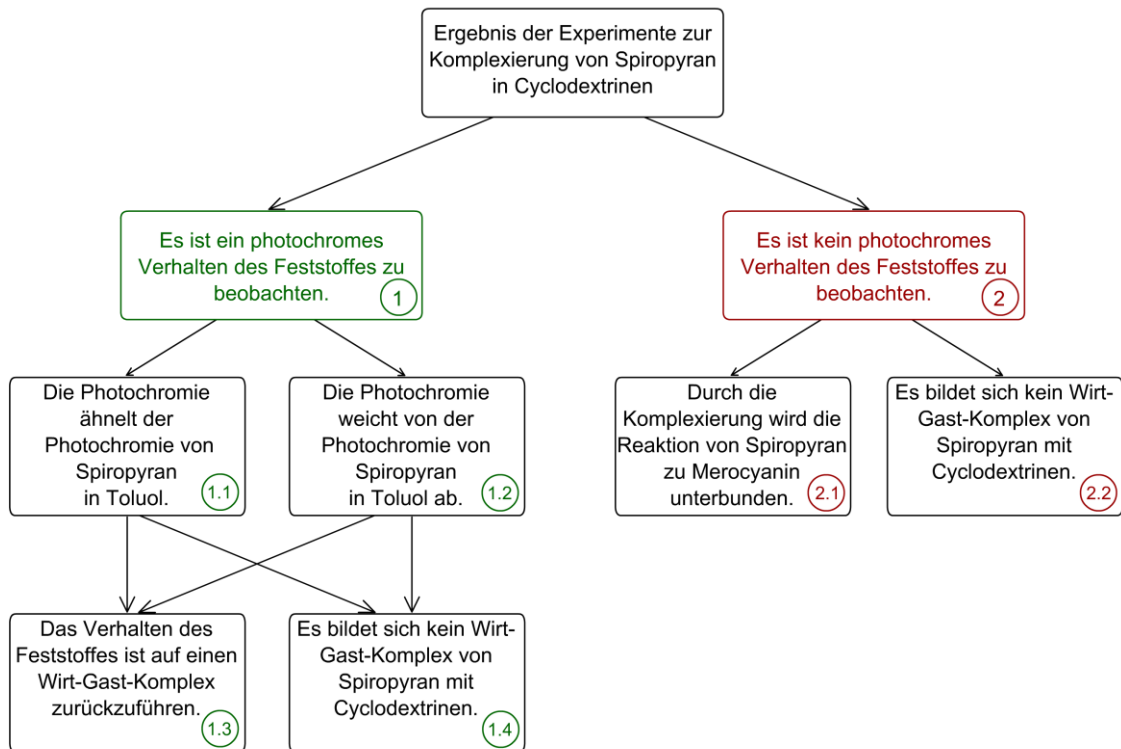 Ergebnis der Experimente zur
Komplexierung von Spiropyran
in Cyclodextrinen
Es ist ein photochromes
Verhalten des Feststoffes zu
beobachten.
1
Es ist kein photochromes
Verhalten des Feststoffes zu
beobachten.
2
Die Photochromie
ähnelt der
Photochromie von
Spiropyran
in Toluol.
1.1
Die Photochromie
weicht von der
Photochromie von
Spiropyran
in Toluol ab.
1.2
Durch die
Komplexierung wird die
Reaktion von Spiropyran
zu Merocyanin
unterbunden.
2.1
Es bildet sich kein Wirt-
Gast-Komplex von
Spiropyran mit
Cyclodextrinen.
2.2
Das Verhalten des
Feststoffes ist auf einen
Wirt-Gast-Komplex
zurückzuführen.
1.3
Es bildet sich kein Wirt-
Gast-Komplex von
Spiropyran mit
Cyclodextrinen.
1.4